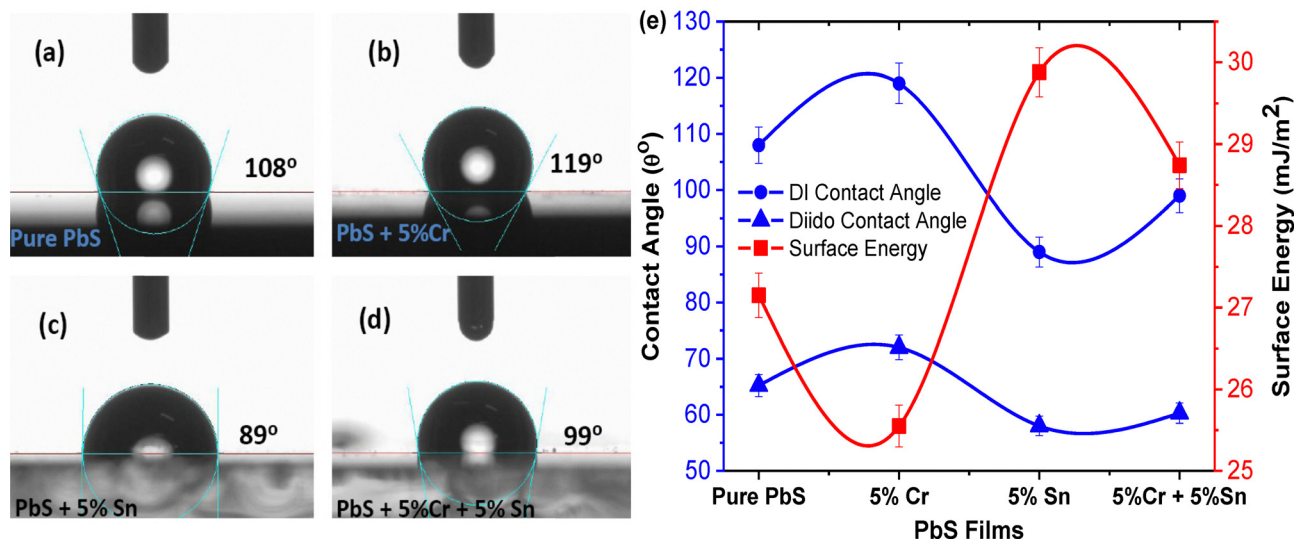 (a)
108°
Pure PbS
(b)
119°
PbS + 5%Cr
(c)
89°
PbS + 5% Sn
(d)
99°
PbS + 5%Cr + 5% Sn
(e)
Contact Angle (θ°)
130
120
110
100
90
80
70
60
50
DI Contact Angle
Diido Contact Angle
Surface Energy
30
29
28
27
26
25
Surface Energy (mJ/m²)
Pure PbS 5% Cr 5% Sn 5%Cr + 5%Sn
PbS Films